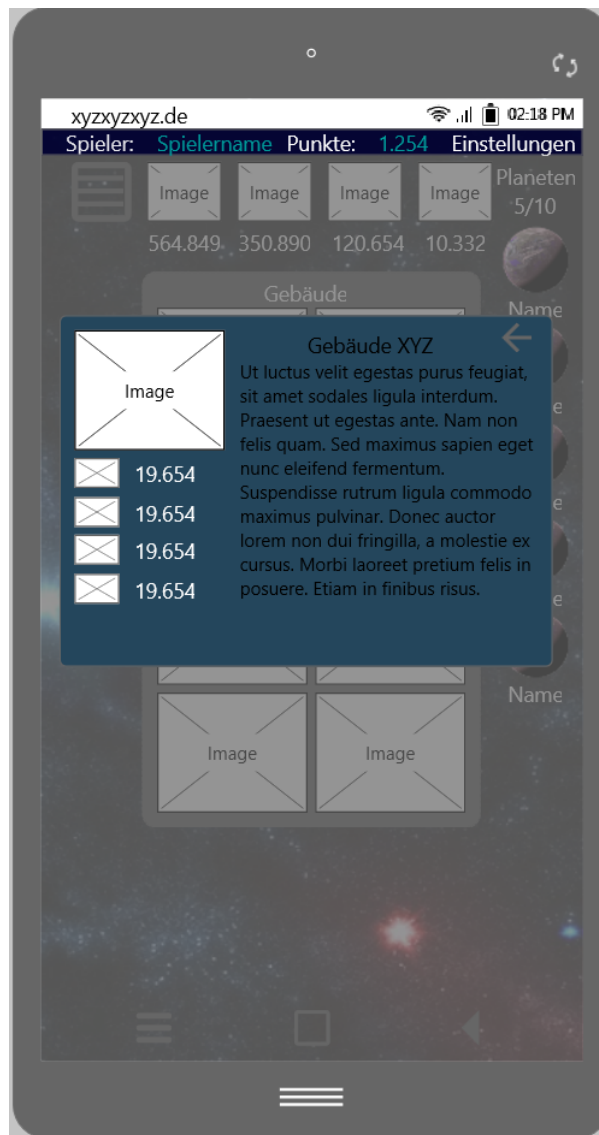 xyzxyzxyz.de 02:18 PM
Spieler: Spielername Punkte: 1.254 Einstellungen
Image Image Image Image Planeten
5/10
564.849 350.890 120.654 10.332
Gebäude
Name
Image
Gebäude XYZ
Ut luctus velit egestas purus feugiat,
sit amet sodales ligula interdum.
Praesent ut egestas ante. Nam non
felis quam. Sed maximus sapien eget
nunc eleifend fermentum.
Suspendisse rutrum ligula commodo
maximus pulvinar. Donec auctor
lorem non dui fringilla, a molestie ex
cursus. Morbi laoreet pretium felis in
posuere. Etiam in finibus risus.
19.654
19.654
19.654
19.654
e
e
e
Name
Image Image